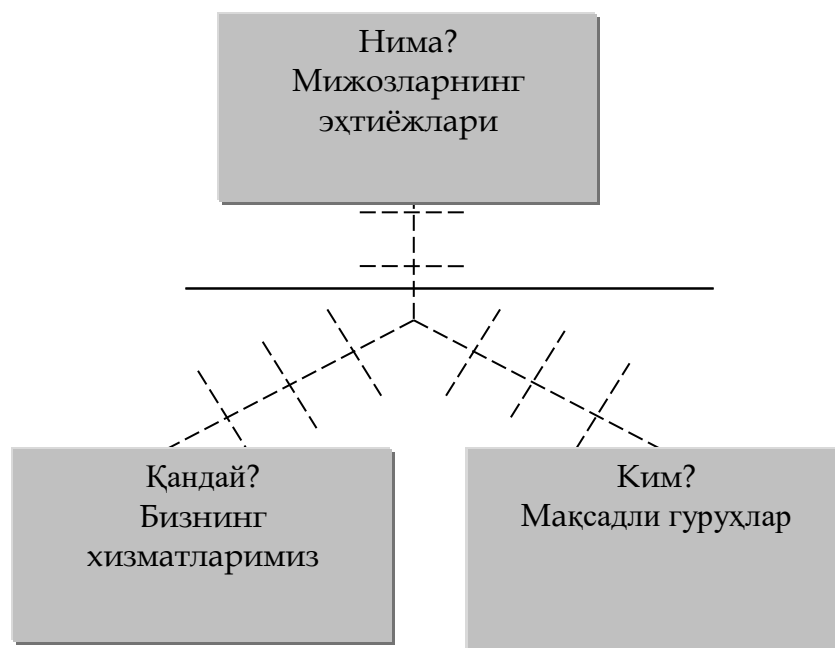 Нима?
Мижозларнинг
эҳтиёжлари
Қандай?
Бизнинг
хизматларимиз
Ким?
Мақсадли гуруҳлар